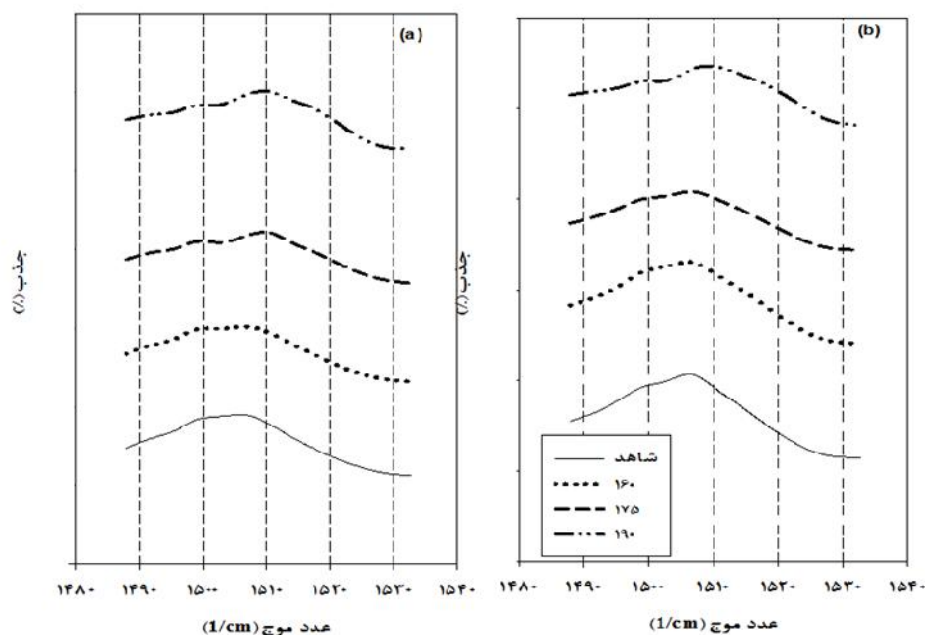 (a)
جذب (٪)
۱۴۸۰ ۱۴۹۰ ۱۵۰۰ ۱۵۱۰ ۱۵۲۰ ۱۵۳۰ ۱۵۴۰
عدد موج (1/cm)
(b)
جذب (٪)
شاهد
۱۶۰
۱۷۵
۱۹۰
۱۴۸۰ ۱۴۹۰ ۱۵۰۰ ۱۵۱۰ ۱۵۲۰ ۱۵۳۰ ۱۵۴۰
عدد موج (1/cm)